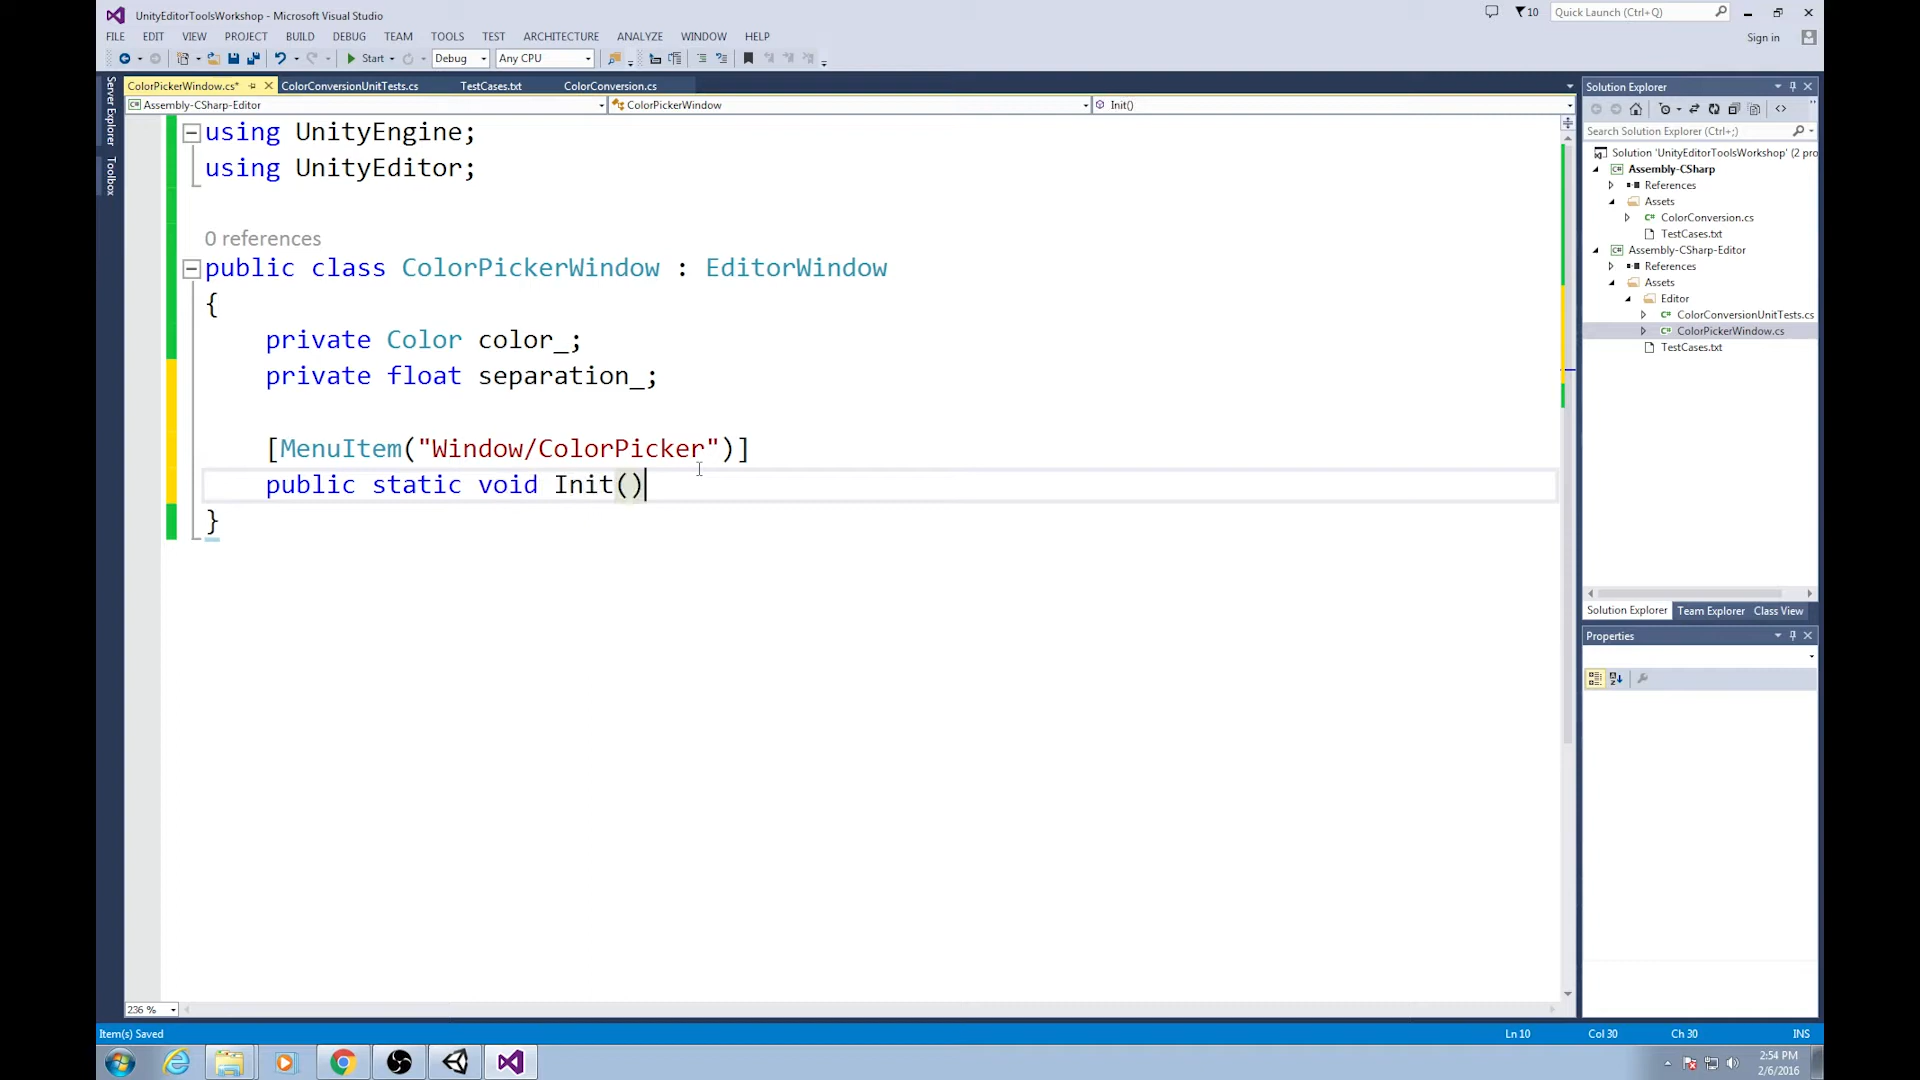 UnityEditorToolsWorkshop - Microsoft Visual Studio
10
Quick Launch (Ctrl+Q)
FILE EDIT VIEW PROJECT BUILD DEBUG TEAM TOOLS TEST ARCHITECTURE ANALYZE WINDOW HELP
Sign in
Start Debug Any CPU
Server Explorer
Toolbox
ColorPickerWindow.cs* ColorConversionUnitTests.cs TestCases.txt ColorConversion.cs
Assembly-CSharp-Editor ColorPickerWindow Init()
using UnityEngine;
using UnityEditor;
0 references
public class ColorPickerWindow : EditorWindow
{
private Color color_;
private float separation_;
[MenuItem("Window/ColorPicker")]
public static void Init()
}
236 %
Solution Explorer
Search Solution Explorer (Ctrl+;)
Solution 'UnityEditorToolsWorkshop' (2 pro
Assembly-CSharp
References
Assets
ColorConversion.cs
TestCases.txt
Assembly-CSharp-Editor
References
Assets
Editor
ColorConversionUnitTests.cs
ColorPickerWindow.cs
TestCases.txt
Solution Explorer Team Explorer Class View
Properties
Item(s) Saved Ln 10 Col 30 Ch 30 INS
2:54 PM
2/6/2016